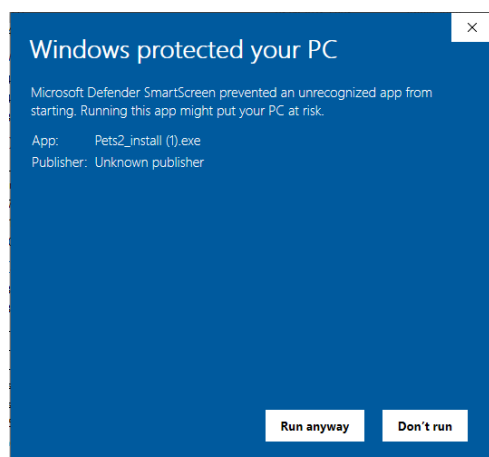 Windows protected your PC
Microsoft Defender SmartScreen prevented an unrecognized app from
starting. Running this app might put your PC at risk.
App: Pets2_install (1).exe
Publisher: Unknown publisher
Run anyway Don't run